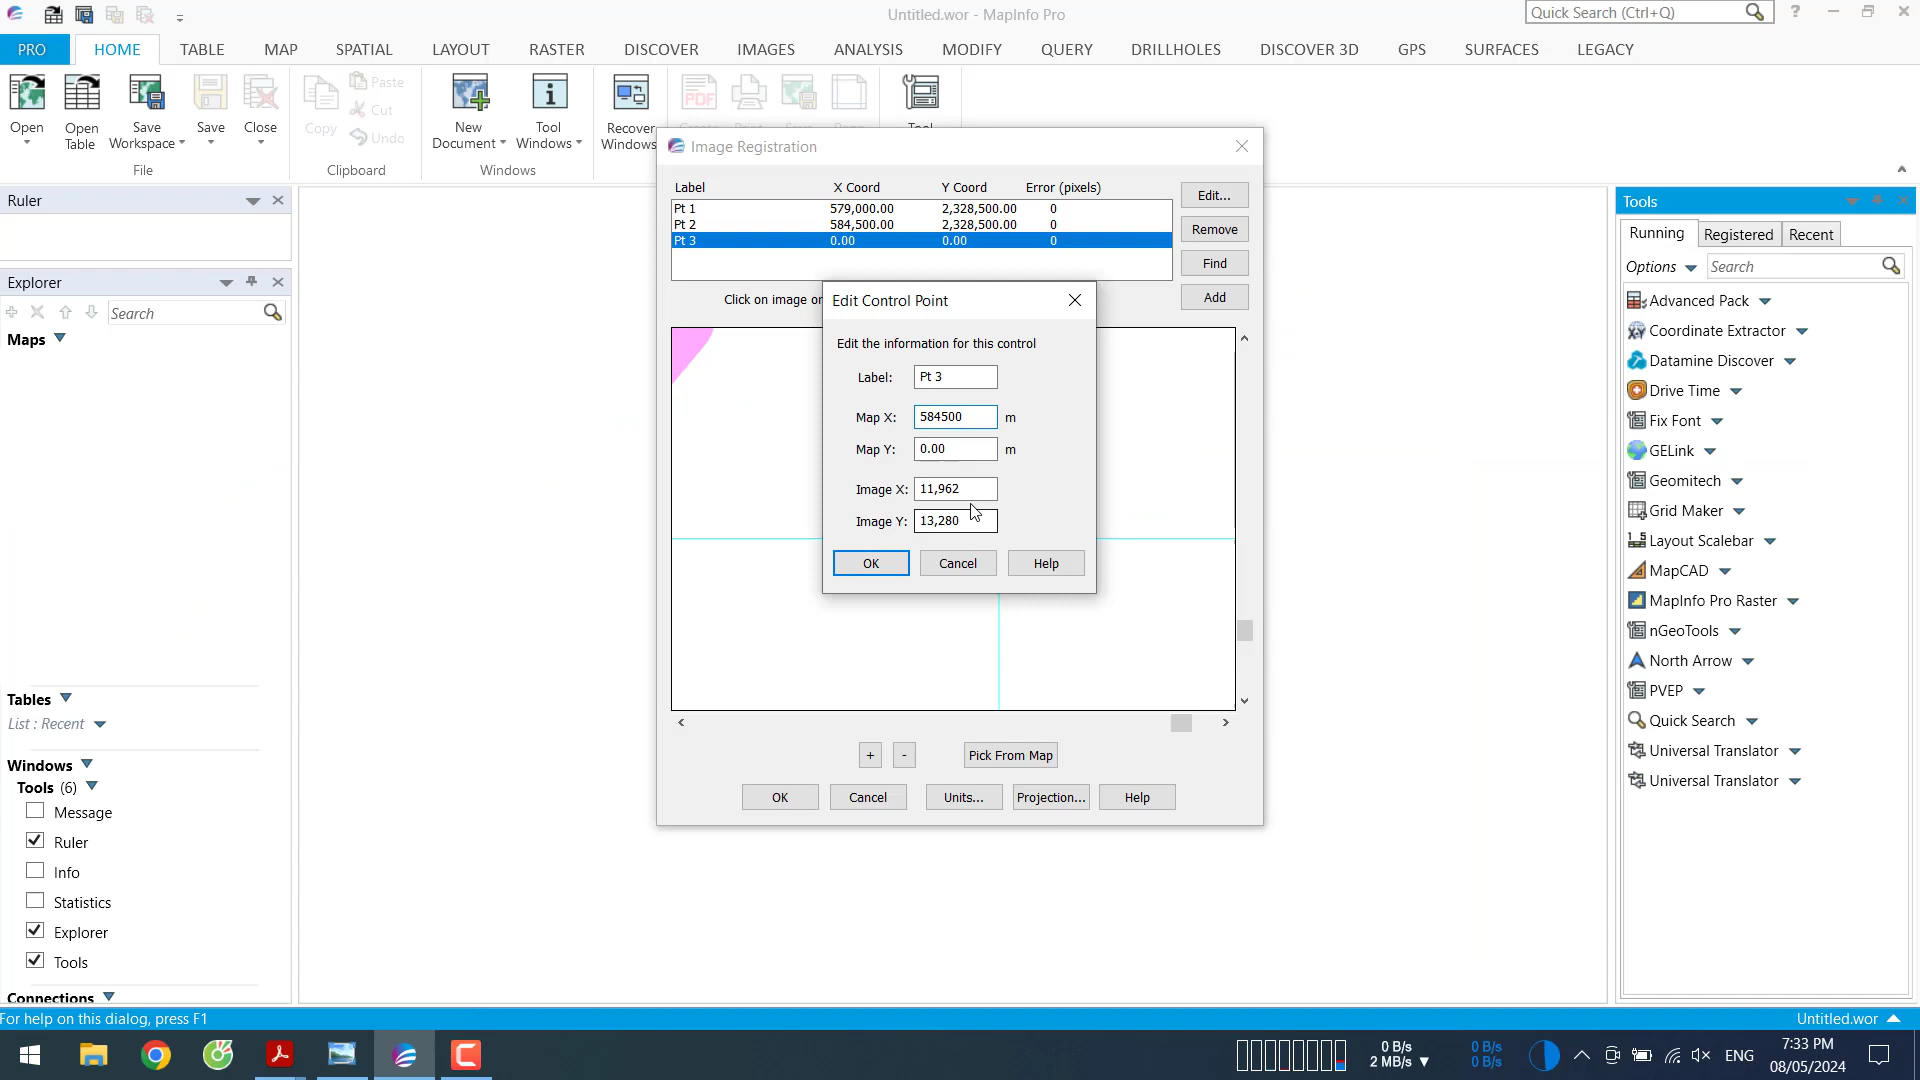 Untitled.wor - MapInfo Pro
Quick Search (Ctrl+Q)
PRO HOME TABLE MAP SPATIAL LAYOUT RASTER DISCOVER IMAGES ANALYSIS MODIFY QUERY DRILLHOLES DISCOVER 3D GPS SURFACES LEGACY
Open
Open Table
Save Workspace
Save
Close
File
Copy
Paste
Cut
Undo
Clipboard
New Document
Tool Windows
Windows
Recover Windows
PDF
Tool
Ruler
Explorer
Search
Maps
Tables
List : Recent
Windows
Tools (6)
Message
Ruler
Info
Statistics
Explorer
Tools
Connections
Image Registration
Label X Coord Y Coord Error (pixels)
Pt 1 579,000.00 2,328,500.00 0
Pt 2 584,500.00 2,328,500.00 0
Pt 3 0.00 0.00 0
Edit...
Remove
Find
Add
Click on image or
Edit Control Point
Edit the information for this control
Label: Pt 3
Map X: 584500 m
Map Y: 0.00 m
Image X: 11,962
Image Y: 13,280
OK Cancel Help
+ - Pick From Map
OK Cancel Units... Projection... Help
Tools
Running Registered Recent
Options Search
Advanced Pack
Coordinate Extractor
Datamine Discover
Drive Time
Fix Font
GELink
Geomitech
Grid Maker
Layout Scalebar
MapCAD
MapInfo Pro Raster
nGeoTools
North Arrow
PVEP
Quick Search
Universal Translator
Universal Translator
For help on this dialog, press F1
Untitled.wor
0 B/s
2 MB/s
0 B/s
0 B/s
ENG
7:33 PM
08/05/2024